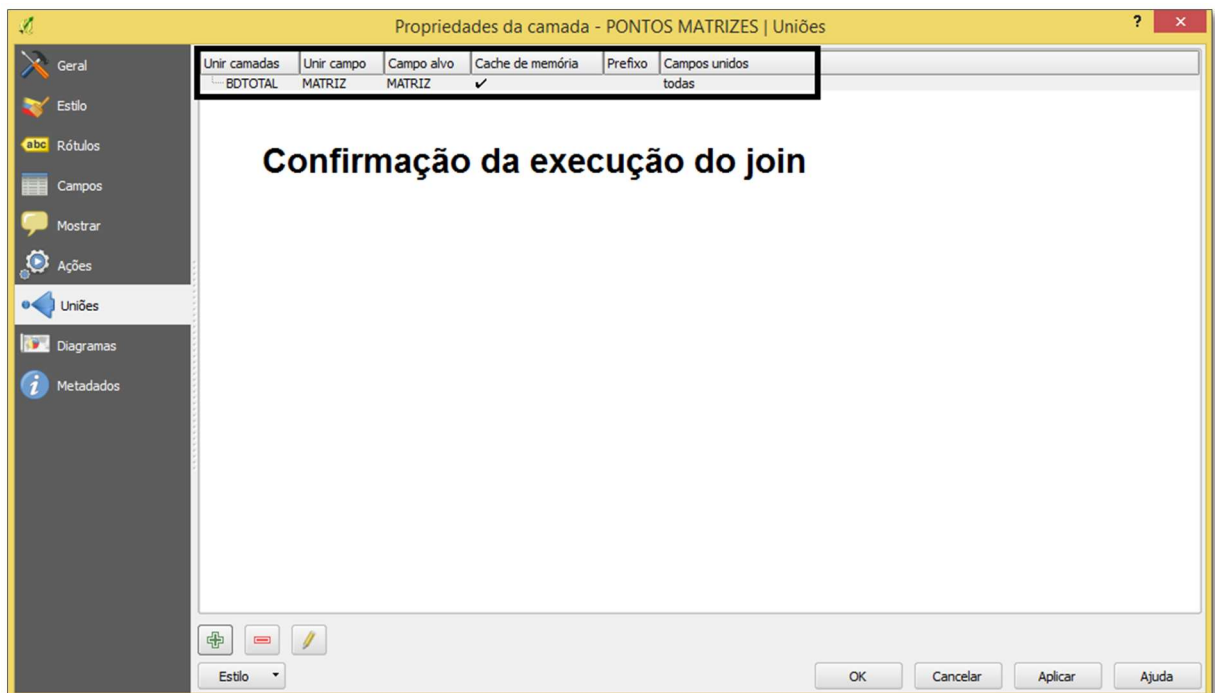 Propriedades da camada - PONTOS MATRIZES | Uniões
?
×
Geral
Estilo
abc Rótulos
Campos
Mostrar
Ações
Uniões
Diagramas
Metadados
Unir camadas Unir campo Campo alvo Cache de memória Prefixo Campos unidos
BDTOTAL MATRIZ MATRIZ ✔ todas
Confirmação da execução do join
Estilo
OK Cancelar Aplicar Ajuda